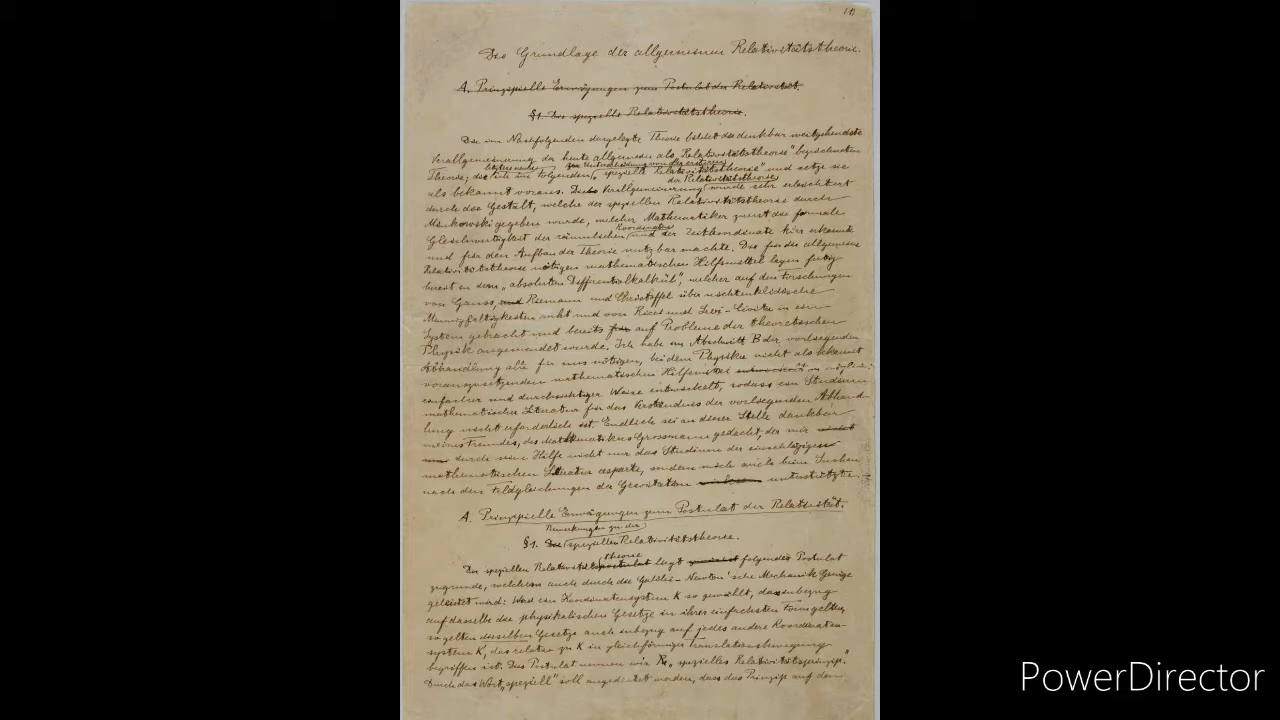 (1)
Die Grundlage der allgemeinen Relativitätstheorie.
A. Prinzipielle Erwägungen zum Postulat der Relativität.
§1. Die spezielle Relativitätstheorie.
Die im Nachfolgenden dargelegte Theorie bildet die denkbar weitgehendste
Verallgemeinerung der heute allgemein als „Relativitätstheorie" bezeichneten
letztere nenne zur Unterscheidung von der ersteren
Theorie; die ich im folgenden „spezielle Relativitätstheorie" und setze sie
der Relativitätstheorie
als bekannt voraus. Die Verallgemeinerung wurde sehr erleichtert
durch die Gestalt, welche der speziellen Relativitätstheorie durch
Minkowski gegeben wurde, welcher Mathematiker zuerst die formale
Koordinaten
Gleichwertigkeit der räumlichen und der Zeitkoordinate klar erkannte
und für den Aufbau der Theorie nutzbar machte. Die für die allgemeine
Relativitätstheorie nötigen mathematischen Hilfsmittel lagen fertig
bereit in dem „absoluten Differentialkalkül", welcher auf den Forschungen
von Gauss, und Riemann und Christoffel über nichteuklidische
Mannigfaltigkeiten ruht und von Ricci und Levi-Civita in ein
System gebracht und bereits auf Probleme der theoretischen
Physik angewendet wurde. Ich habe im Abschnitt B der vorliegenden
Abhandlung alle für uns nötigen, bei dem Physiker nicht als bekannt
vorauszusetzenden mathematischen Hilfsmittel in möglichst
einfacher und durchsichtiger Weise entwickelt, sodass ein Studium
mathematischer Literatur für das Verständnis der vorliegenden Abhand-
lung nicht erforderlich ist. Endlich sei an dieser Stelle dankbar
meines Freundes, des Mathematikers Grossmann gedacht, der mir
durch seine Hilfe nicht nur das Studium der einschlägigen
mathematischen Literatur ersparte, sondern mich auch beim Suchen
nach den Feldgleichungen der Gravitation unterstützte.
A. Prinzipielle Erwägungen zum Postulat der Relativität.
Bemerkungen zu der
§1. Die speziellen Relativitätstheorie.
theorie
Der speziellen Relativitätspostulat liegt folgendes Postulat
zugrunde, welchem auch durch die Galilei-Newton'sche Mechanik Genüge
geleistet wird: Wird ein Koordinatensystem K so gewählt, dass inbezug
auf dasselbe die physikalischen Gesetze in ihrer einfachsten Form gelten,
so gelten dieselben Gesetze auch inbezug auf jedes andere Koordinaten-
system K', das relativ zu K in gleichförmiger Translationsbewegung
begriffen ist. Dies Postulat nennen wir „spezielles Relativitätsprinzip."
Durch das Wort „speziell" soll angedeutet werden, dass das Prinzip auf den
PowerDirector